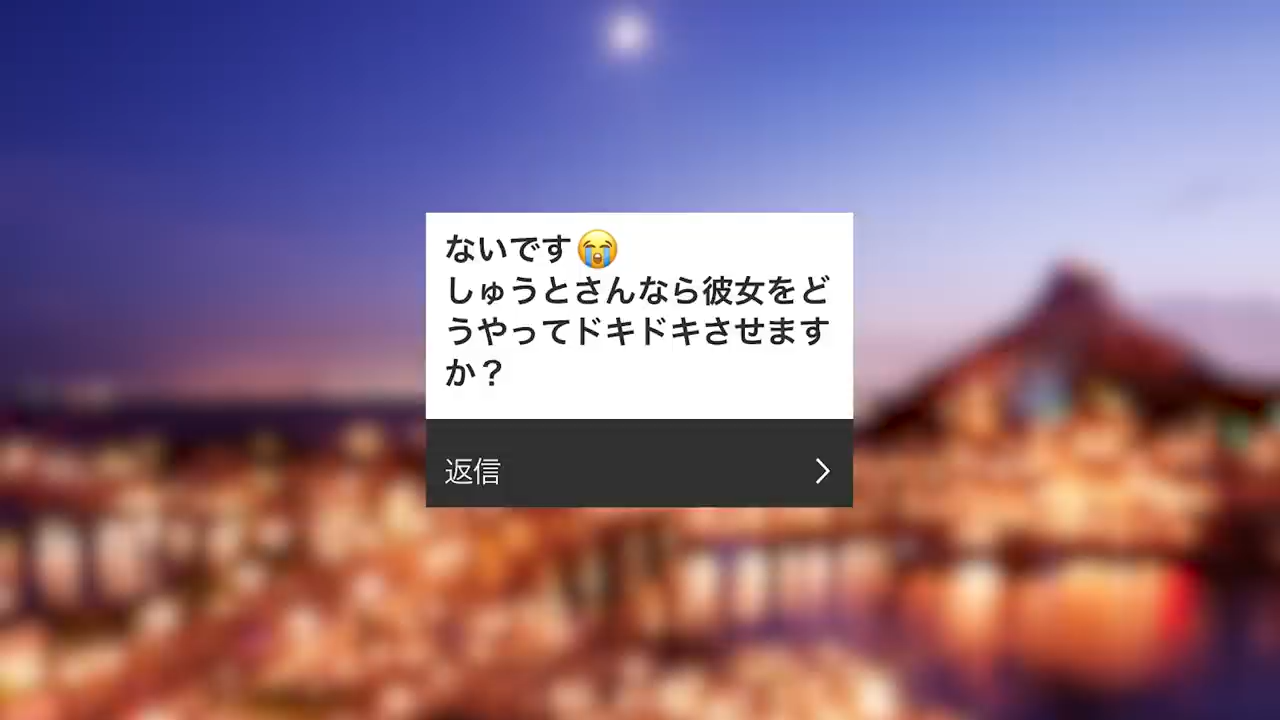 ないです😭
しゅうとさんなら彼女をど
うやってドキドキさせます
か？
返信